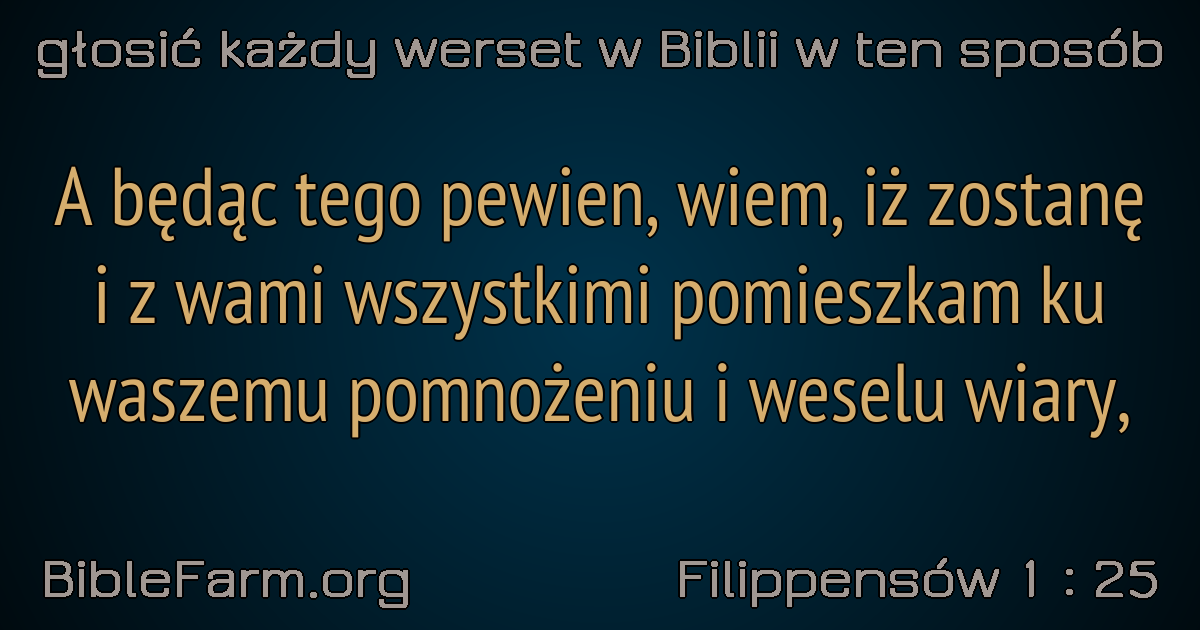 głosić każdy werset w Biblii w ten sposób
A będąc tego pewien, wiem, iż zostanę
i z wami wszystkimi pomieszkam ku
waszemu pomnożeniu i weselu wiary,
BibleFarm.org
Filippensów 1 : 25